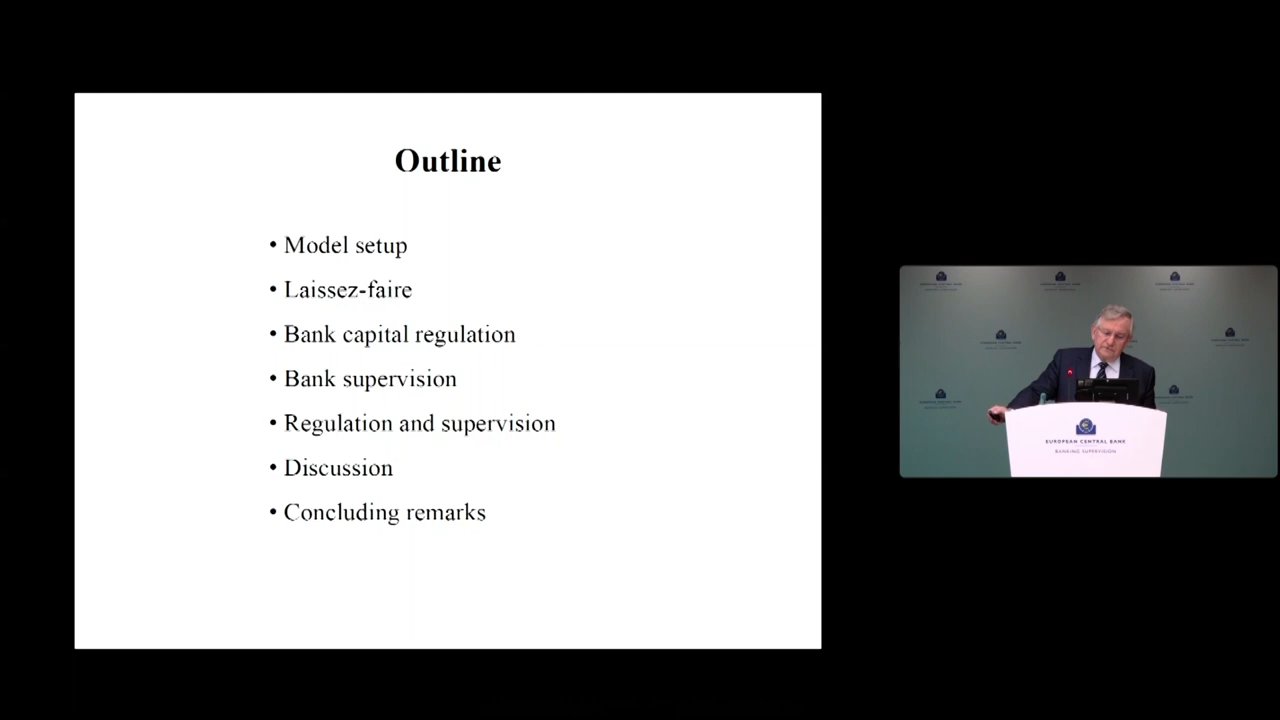 Outline
• Model setup
• Laissez-faire
• Bank capital regulation
• Bank supervision
• Regulation and supervision
• Discussion
• Concluding remarks
EUROPEAN CENTRAL BANK
BANKING SUPERVISION